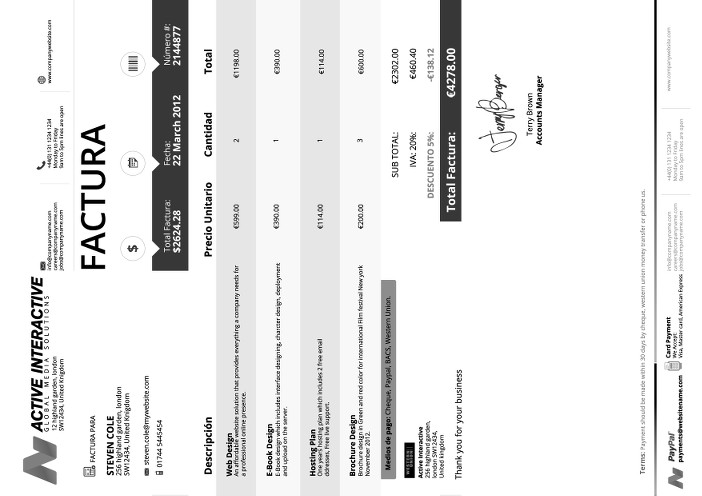 ACTIVE INTERACTIVE
GLOBAL MEDIA SOLUTIONS
12 highland garden, london
SW12434, United Kingdom
info@companyname.com
careers@companyname.com
jobs@companyname.com
+44(0) 131 1234 1234
Monday to Friday
9am to 5pm lines are open
www.companywebsite.com
FACTURA
FACTURA PARA
STEVEN COLE
256 highland garden, london
SW12434, United Kingdom
steven.cole@mywebsite.com
01744 5445454
$
Total Factura:
$2624.28
Fecha:
22 March 2012
Número #:
2144877
Descripción Precio Unitario Cantidad Total
Web Design
An affordable website solution that provides everything a company needs for
a professional online presence.
€599.00 2 €1198.00
E-Book Design
E-Book design which includes interface designing, charcter design, deployment
and upload on the server.
€390.00 1 €390.00
Hosting Plan
One year's hosting plan which includes 2 free email
addresses, Free live support.
€114.00 1 €114.00
Brochure Design
Brochure design in Green and red color for international Film festival New york
November 2012.
€200.00 3 €600.00
Medios de pago: Cheque, Paypal, BACS, Western Union.
SUB TOTAL: €2302.00
IVA: 20%: €460.40
DESCUENTO 5%: -€138.12
Total Factura: €4278.00
Active Interactive
256 highland garden,
london SW12434,
United kingdom
Thank you for your business
Terry Brown
Accounts Manager
Terms: Payment should be made within 30 days by cheque, western union money transfer or phone us.
PayPal
payments@websitename.com
Card Payment
We Accept:
Visa, Master card, American Express
info@companyname.com
careers@companyname.com
jobs@companyname.com
+44(0) 131 1234 1234
Monday to Friday
9am to 5pm lines are open
www.companywebsite.com